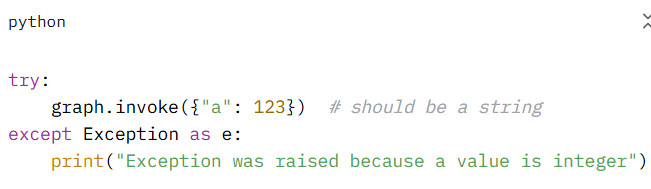 python
try:
    graph.invoke({"a": 123})  # should be a string
except Exception as e:
    print("Exception was raised because a value is integer")